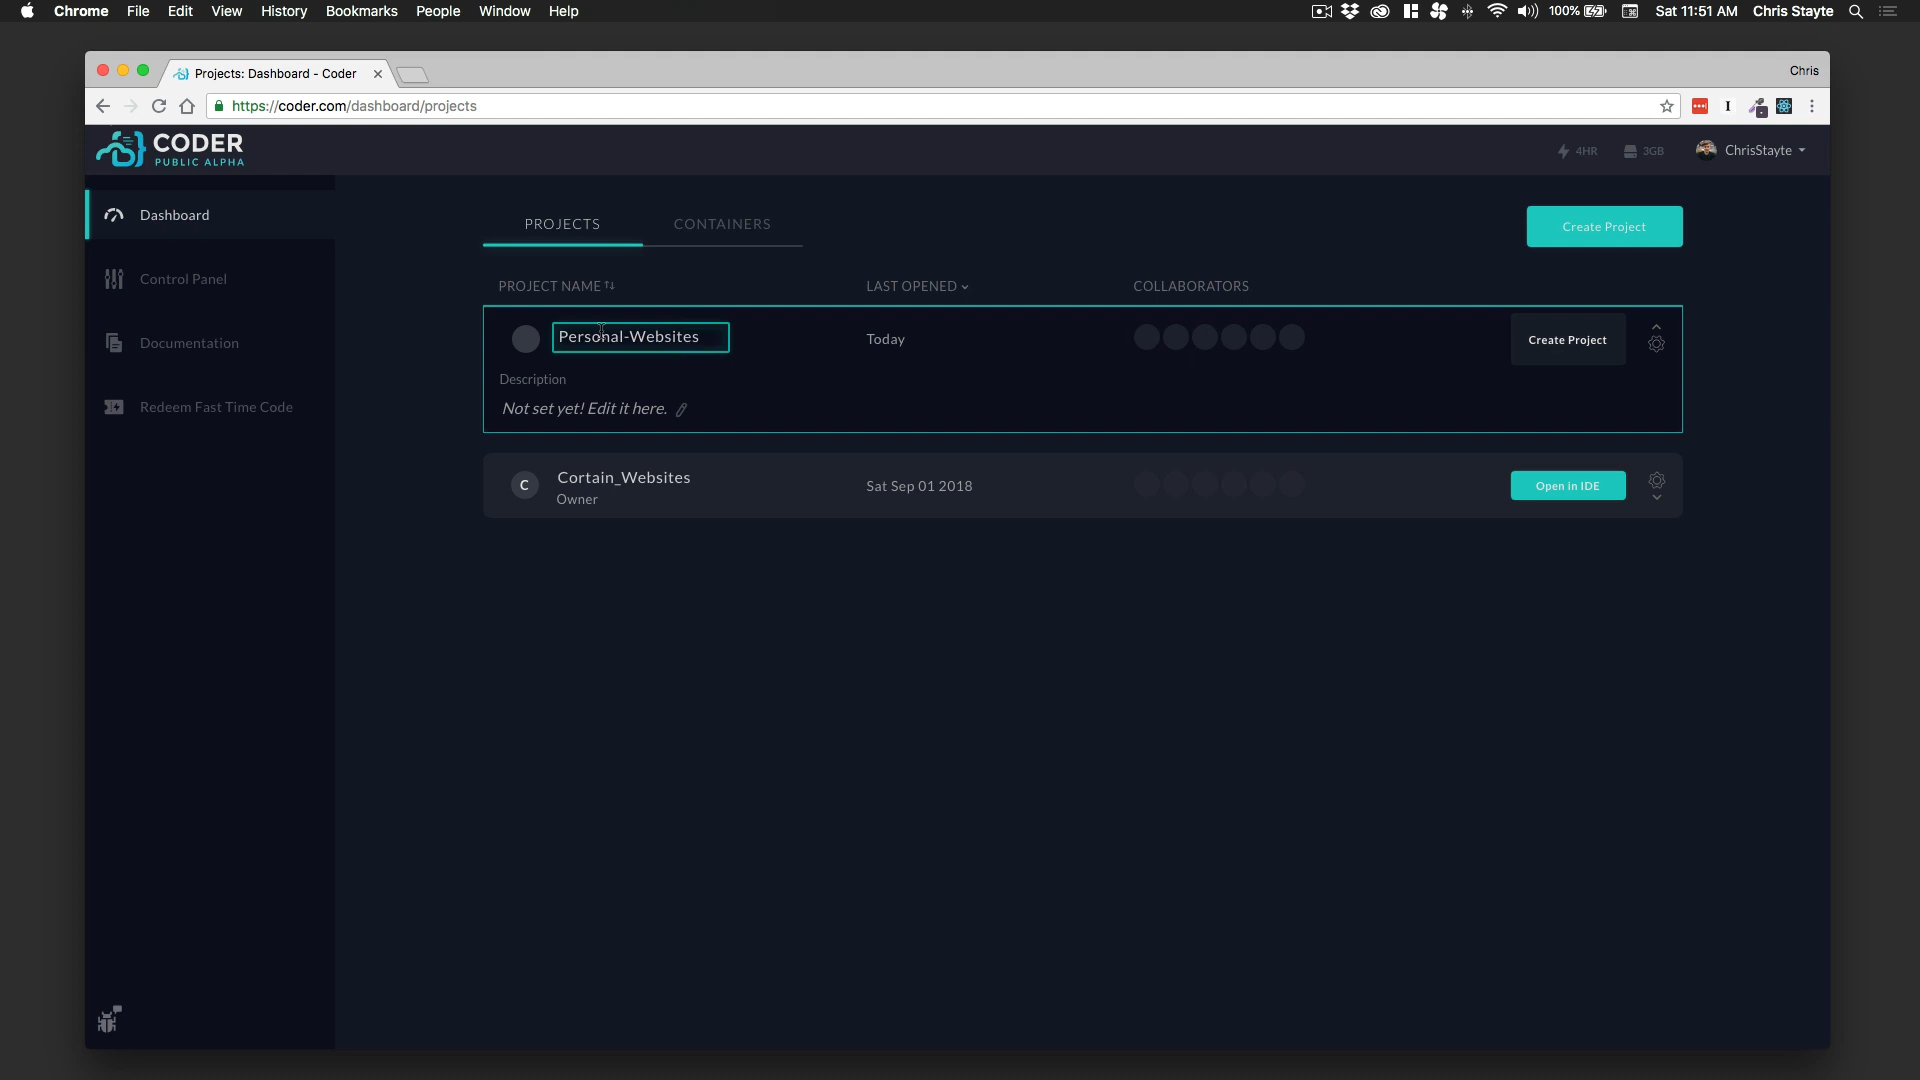 Chrome File Edit View History Bookmarks People Window Help 100% Sat 11:51 AM Chris Stayte
Projects: Dashboard - Coder Chris
https://coder.com/dashboard/projects
CODER
PUBLIC ALPHA
4HR 3GB ChrisStayte
Dashboard
Control Panel
Documentation
Redeem Fast Time Code
PROJECTS CONTAINERS Create Project
PROJECT NAME LAST OPENED COLLABORATORS
Personal-Websites Today Create Project
Description
Not set yet! Edit it here.
C Cortain_Websites Sat Sep 01 2018 Open in IDE
Owner